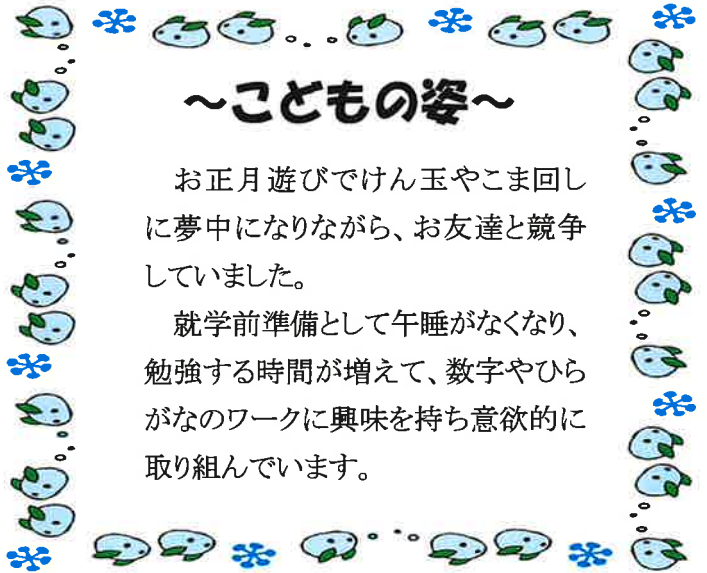 ～こどもの姿～
お正月遊びでけん玉やこま回し
に夢中になりながら、お友達と競争
していました。
就学前準備として午睡がなくなり、
勉強する時間が増えて、数字やひら
がなのワークに興味を持ち意欲的に
取り組んでいます。